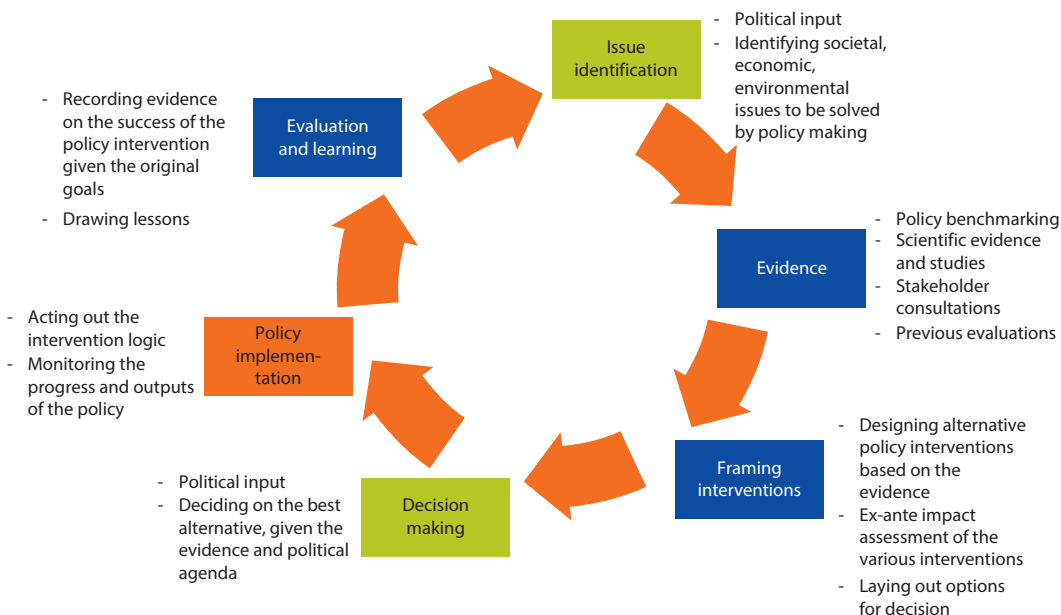 Issue
identification
- Political input
- Identifying societal,
economic,
environmental
issues to be solved
by policy making
Evidence
- Policy benchmarking
- Scientific evidence
and studies
- Stakeholder
consultations
- Previous evaluations
Framing
interventions
- Designing alternative
policy interventions
based on the
evidence
- Ex-ante impact
assessment of the
various interventions
- Laying out options
for decision
Decision
making
- Political input
- Deciding on the best
alternative, given the
evidence and political
agenda
Policy
implemen-
tation
- Acting out the
intervention logic
- Monitoring the
progress and outputs
of the policy
Evaluation
and learning
- Recording evidence
on the success of the
policy intervention
given the original
goals
- Drawing lessons